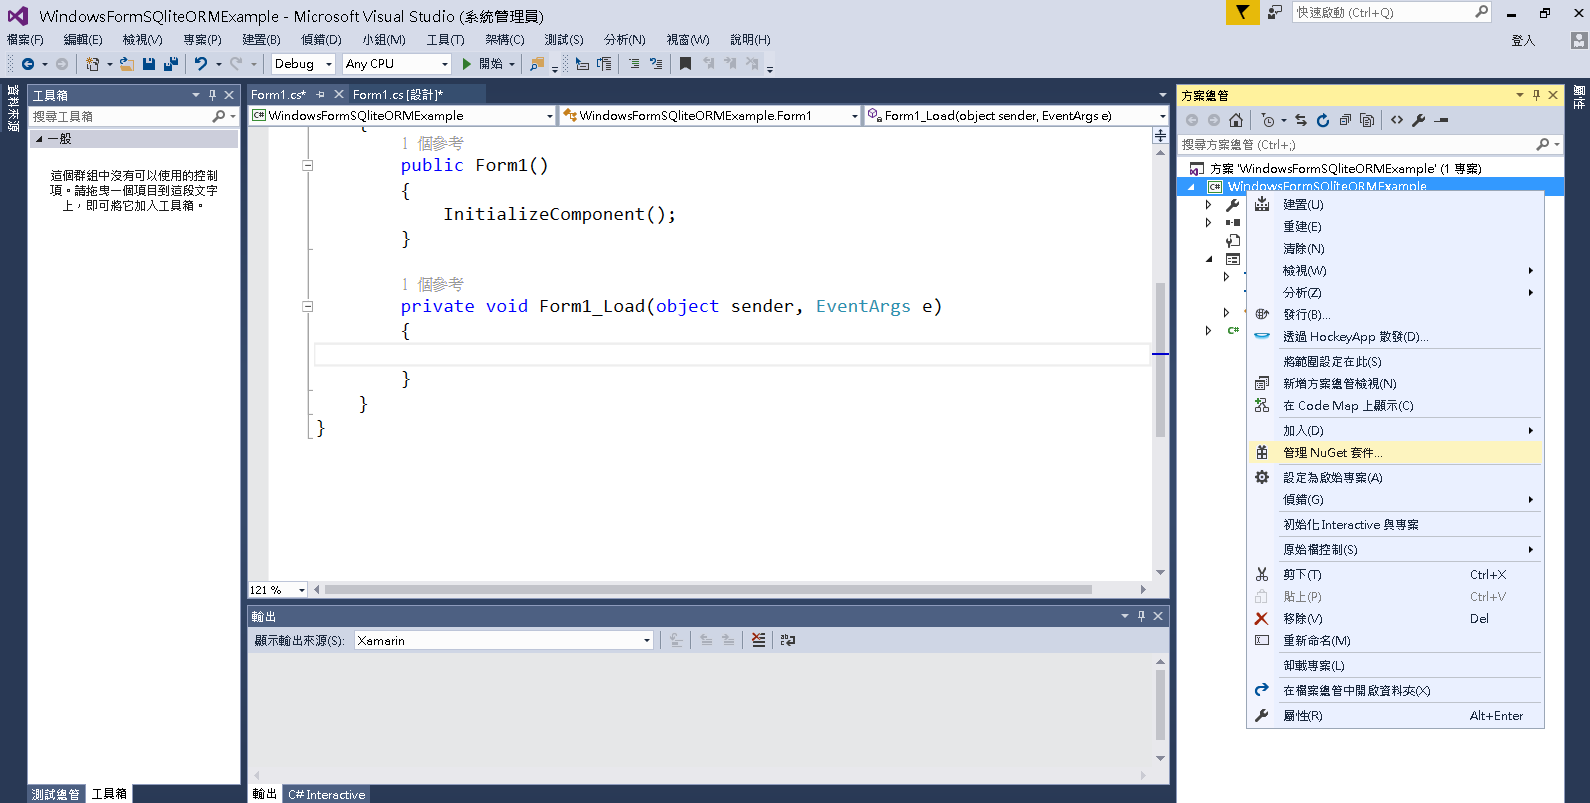 WindowsFormSQliteORMExample - Microsoft Visual Studio (系統管理員)
快速啟動 (Ctrl+Q)
檔案(F) 編輯(E) 檢視(V) 專案(P) 建置(B) 偵錯(D) 小組(M) 工具(T) 架構(C) 測試(S) 分析(N) 視窗(W) 說明(H)
登入
Debug Any CPU 開始
資料來源
工具箱
搜尋工具箱
一般
這個群組中沒有可以使用的控制
項。請拖曳一個項目到這段文字
上，即可將它加入工具箱。
測試總管 工具箱
Form1.cs* Form1.cs [設計]*
C# WindowsFormSQliteORMExample WindowsFormSQliteORMExample.Form1 Form1_Load(object sender, EventArgs e)
{
1 個參考
public Form1()
{
InitializeComponent();
}
1 個參考
private void Form1_Load(object sender, EventArgs e)
{
}
}
}
121 %
輸出
顯示輸出來源(S): Xamarin
輸出 C# Interactive
方案總管
搜尋方案總管 (Ctrl+;)
方案 'WindowsFormSQliteORMExample' (1 專案)
C# WindowsFormSQliteORMExample
C#
建置(U)
重建(E)
清除(N)
檢視(W)
分析(Z)
發行(B)...
透過 HockeyApp 散發(D)...
將範圍設定在此(S)
新增方案總管檢視(N)
在 Code Map 上顯示(C)
加入(D)
管理 NuGet 套件...
設定為啟始專案(A)
偵錯(G)
初始化 Interactive 與專案
原始檔控制(S)
剪下(T) Ctrl+X
貼上(P) Ctrl+V
移除(V) Del
重新命名(M)
卸載專案(L)
在檔案總管中開啟資料夾(X)
屬性(R) Alt+Enter
屬性